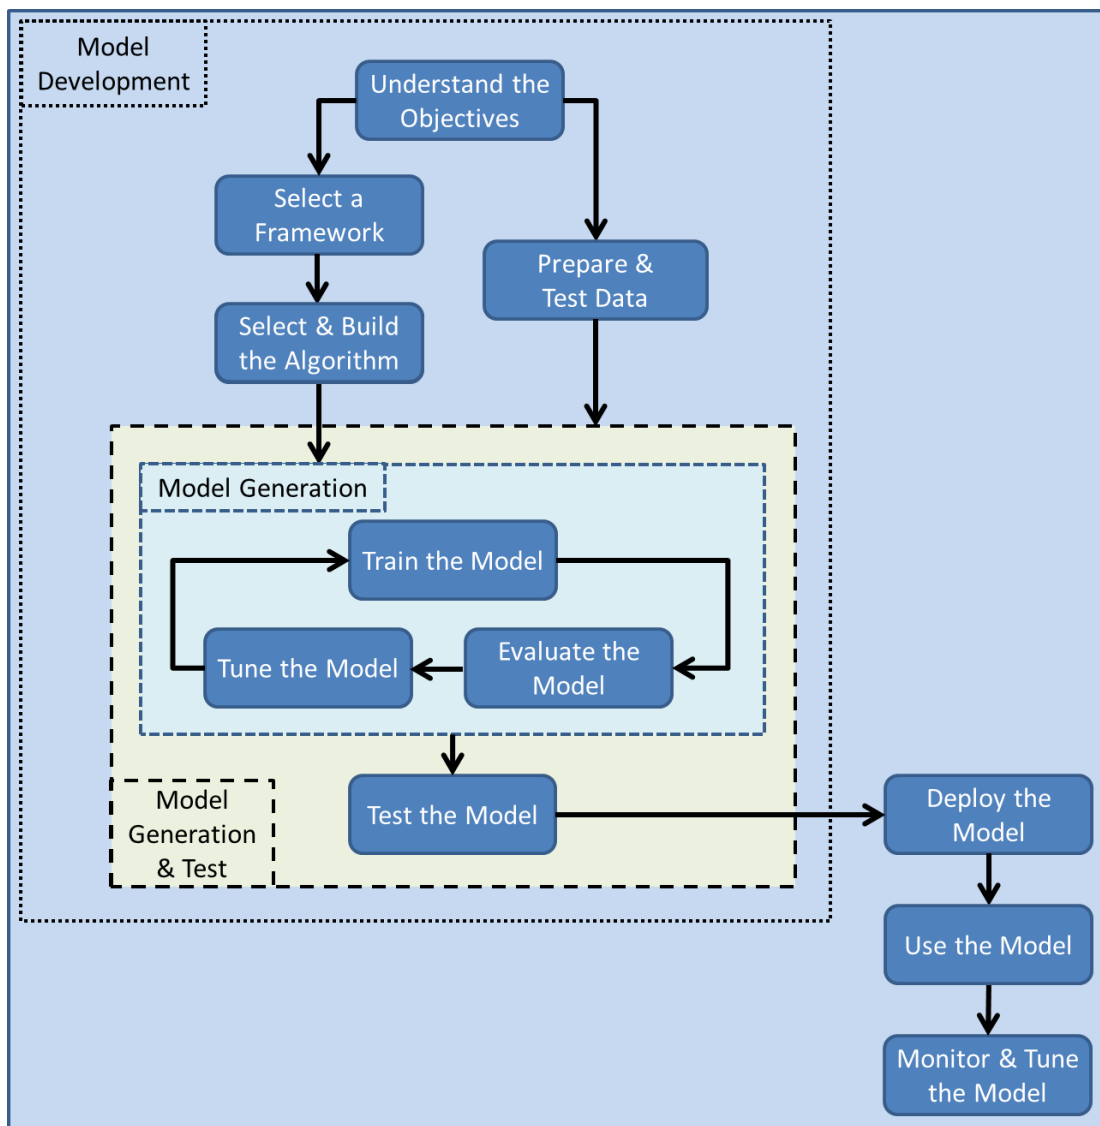 Model
Development
Understand the
Objectives
Select a
Framework
Prepare &
Test Data
Select & Build
the Algorithm
Model Generation
Train the Model
Tune the Model
Evaluate the
Model
Model
Generation
& Test
Test the Model
Deploy the
Model
Use the Model
Monitor & Tune
the Model